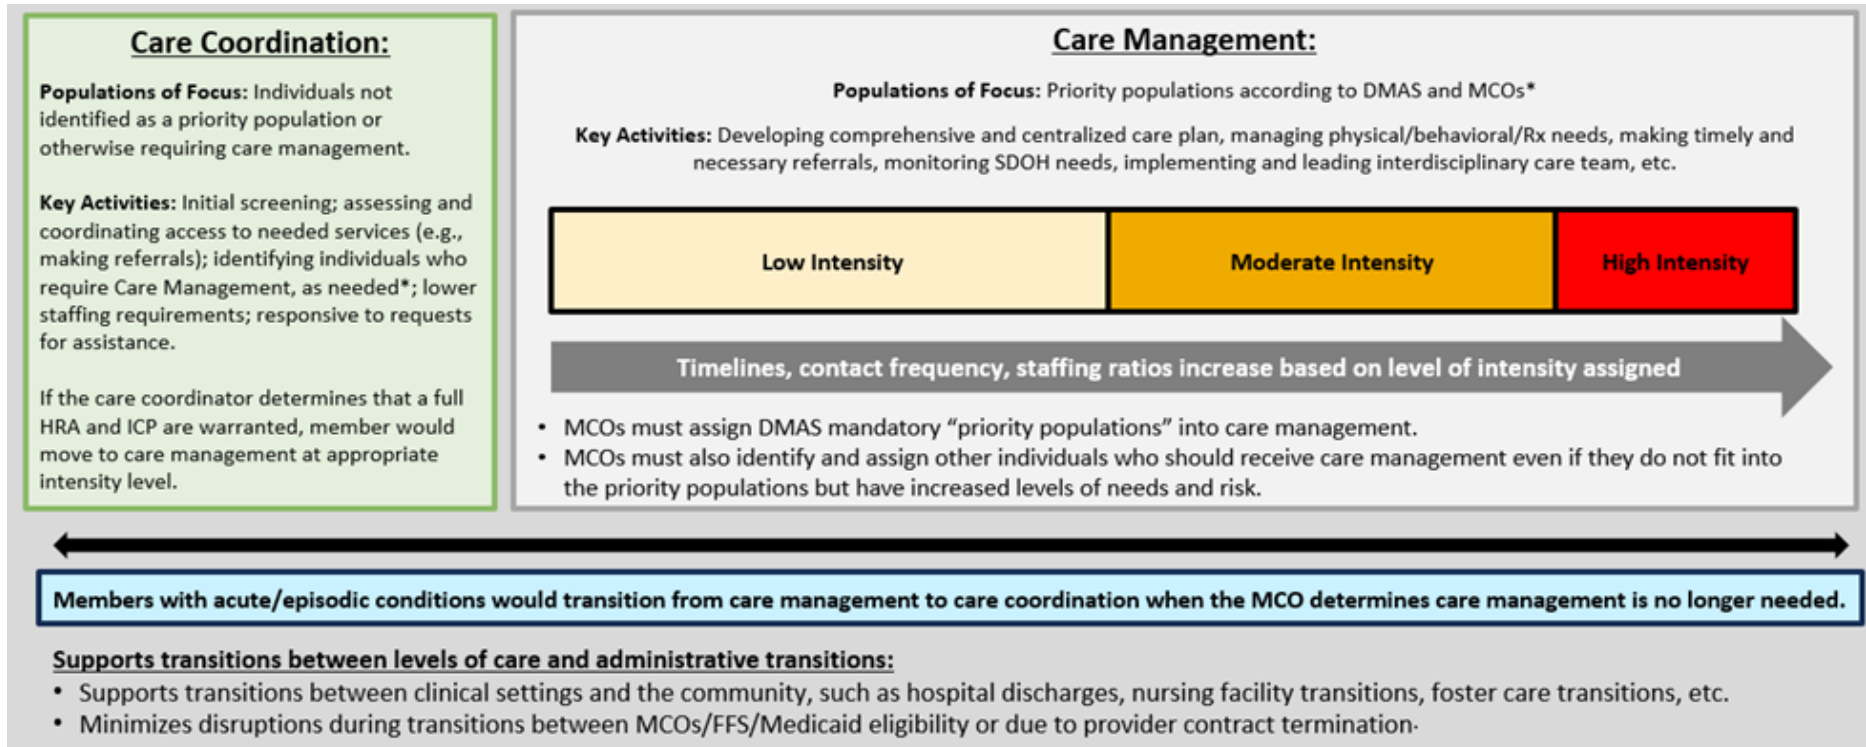 Care Coordination:
Populations of Focus: Individuals not
identified as a priority population or
otherwise requiring care management.
Key Activities: Initial screening; assessing and
coordinating access to needed services (e.g.,
making referrals); identifying individuals who
require Care Management, as needed*; lower
staffing requirements; responsive to requests
for assistance.
If the care coordinator determines that a full
HRA and ICP are warranted, member would
move to care management at appropriate
intensity level.
Care Management:
Populations of Focus: Priority populations according to DMAS and MCOs*
Key Activities: Developing comprehensive and centralized care plan, managing physical/behavioral/Rx needs, making timely and
necessary referrals, monitoring SDOH needs, implementing and leading interdisciplinary care team, etc.
Low Intensity
Moderate Intensity
High Intensity
Timelines, contact frequency, staffing ratios increase based on level of intensity assigned
• MCOs must assign DMAS mandatory “priority populations” into care management.
• MCOs must also identify and assign other individuals who should receive care management even if they do not fit into
the priority populations but have increased levels of needs and risk.
Members with acute/episodic conditions would transition from care management to care coordination when the MCO determines care management is no longer needed.
Supports transitions between levels of care and administrative transitions:
• Supports transitions between clinical settings and the community, such as hospital discharges, nursing facility transitions, foster care transitions, etc.
• Minimizes disruptions during transitions between MCOs/FFS/Medicaid eligibility or due to provider contract termination.